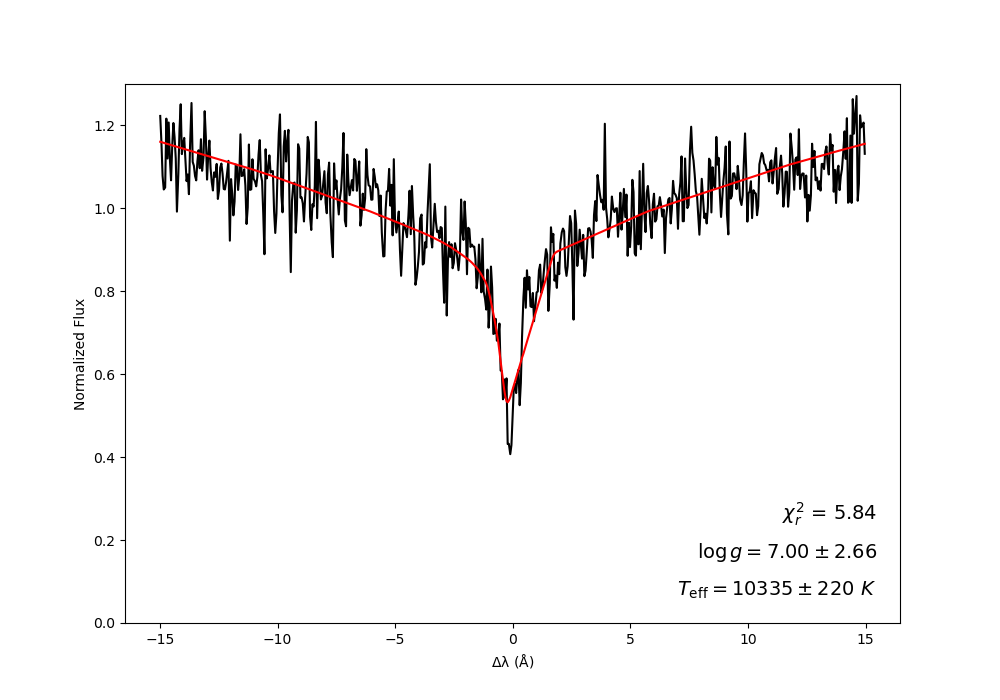 Normalized Flux
1.2
1.0
0.8
0.6
0.4
0.2
0.0
χ²ᵣ = 5.84
log g = 7.00 ± 2.66
T_eff = 10335 ± 220 K
−15 −10 −5 0 5 10 15
Δλ (Å)